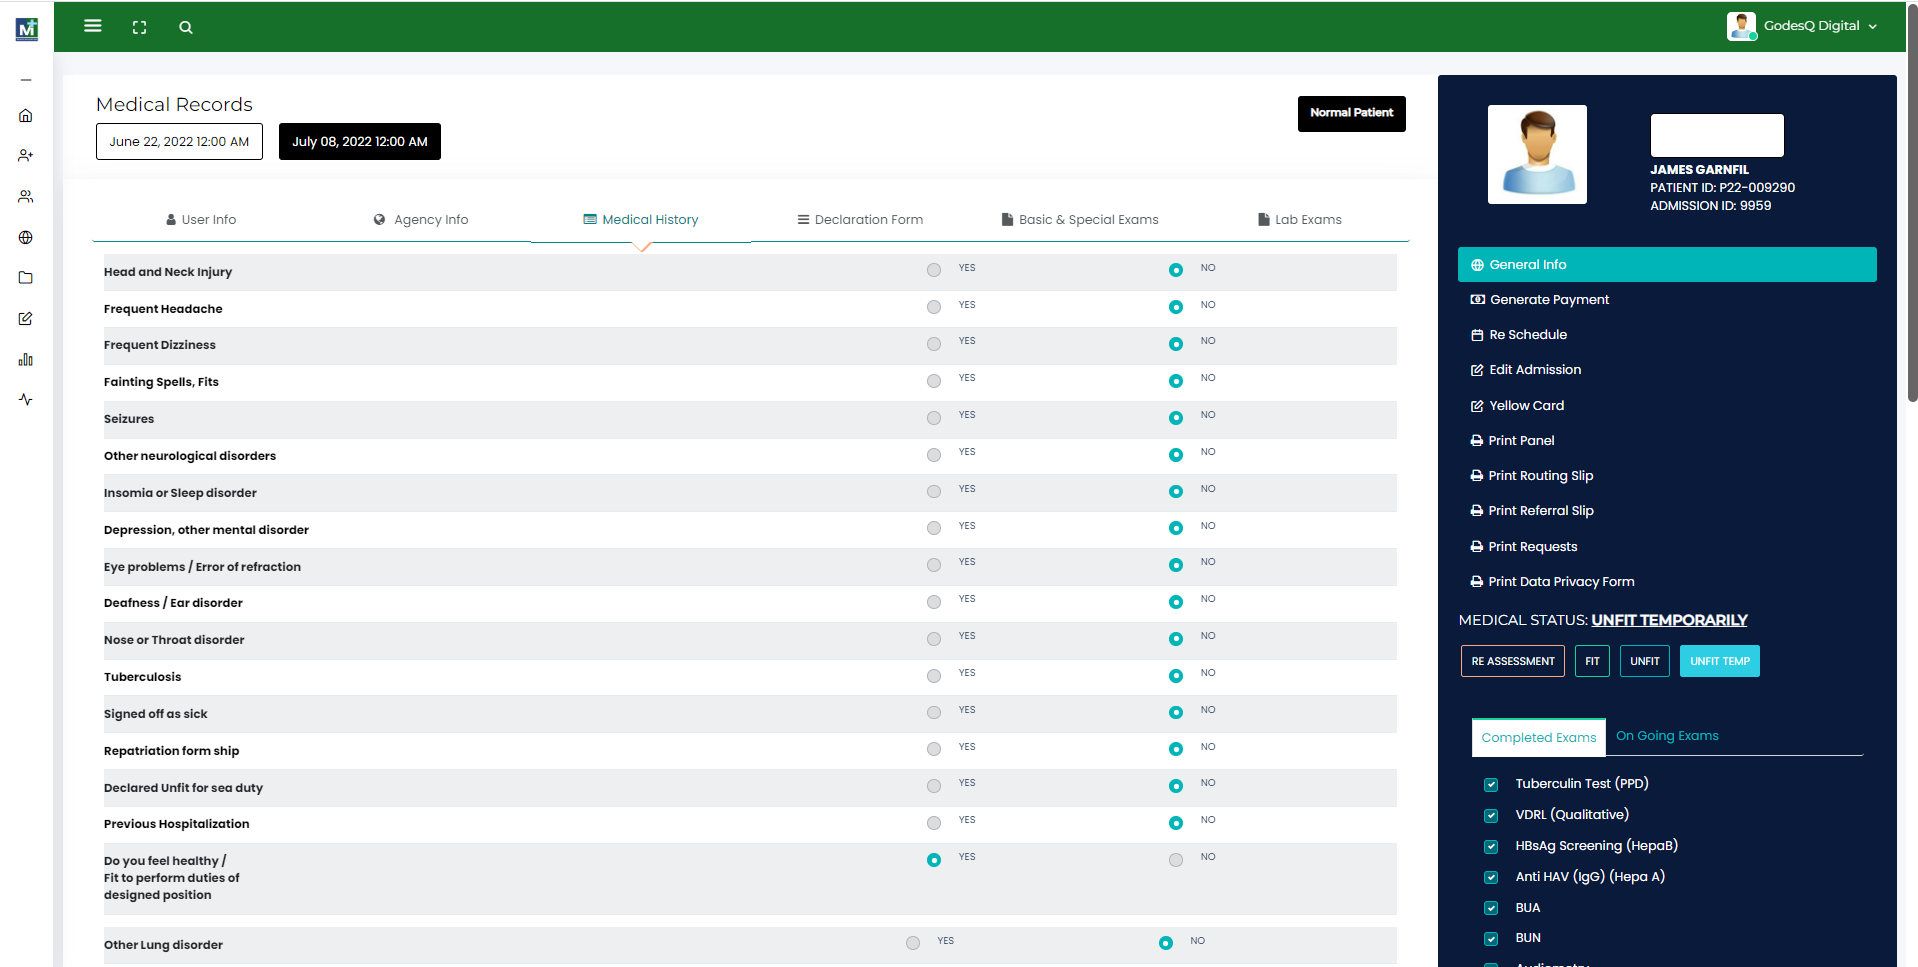 M
GodesQ Digital
Medical Records
June 22, 2022 12:00 AM
July 08, 2022 12:00 AM
Normal Patient
User Info
Agency Info
Medical History
Declaration Form
Basic & Special Exams
Lab Exams
Head and Neck Injury YES NO
Frequent Headache YES NO
Frequent Dizziness YES NO
Fainting Spells, Fits YES NO
Seizures YES NO
Other neurological disorders YES NO
Insomia or Sleep disorder YES NO
Depression, other mental disorder YES NO
Eye problems / Error of refraction YES NO
Deafness / Ear disorder YES NO
Nose or Throat disorder YES NO
Tuberculosis YES NO
Signed off as sick YES NO
Repatriation form ship YES NO
Declared Unfit for sea duty YES NO
Previous Hospitalization YES NO
Do you feel healthy / YES NO
Fit to perform duties of
designed position
Other Lung disorder YES NO
JAMES GARNFIL
PATIENT ID: P22-009290
ADMISSION ID: 9959
General Info
Generate Payment
Re Schedule
Edit Admission
Yellow Card
Print Panel
Print Routing Slip
Print Referral Slip
Print Requests
Print Data Privacy Form
MEDICAL STATUS: UNFIT TEMPORARILY
RE ASSESSMENT
FIT
UNFIT
UNFIT TEMP
Completed Exams
On Going Exams
Tuberculin Test (PPD)
VDRL (Qualitative)
HBsAg Screening (HepaB)
Anti HAV (IgG) (Hepa A)
BUA
BUN
Audiometry